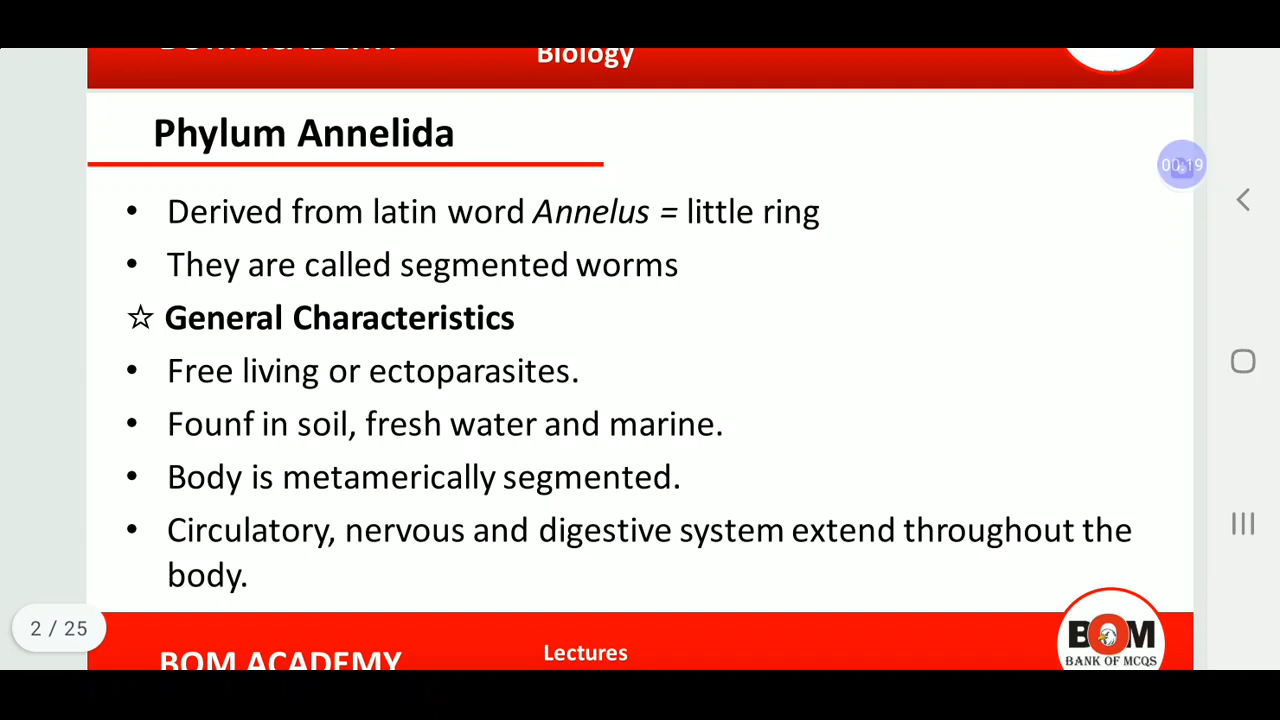 BOM ACADEMY
Biology
Phylum Annelida
00:19
• Derived from latin word Annelus = little ring
• They are called segmented worms
☆ General Characteristics
• Free living or ectoparasites.
• Founf in soil, fresh water and marine.
• Body is metamerically segmented.
• Circulatory, nervous and digestive system extend throughout the
body.
2 / 25
BOM ACADEMY
Lectures
BOM
BANK OF MCQS